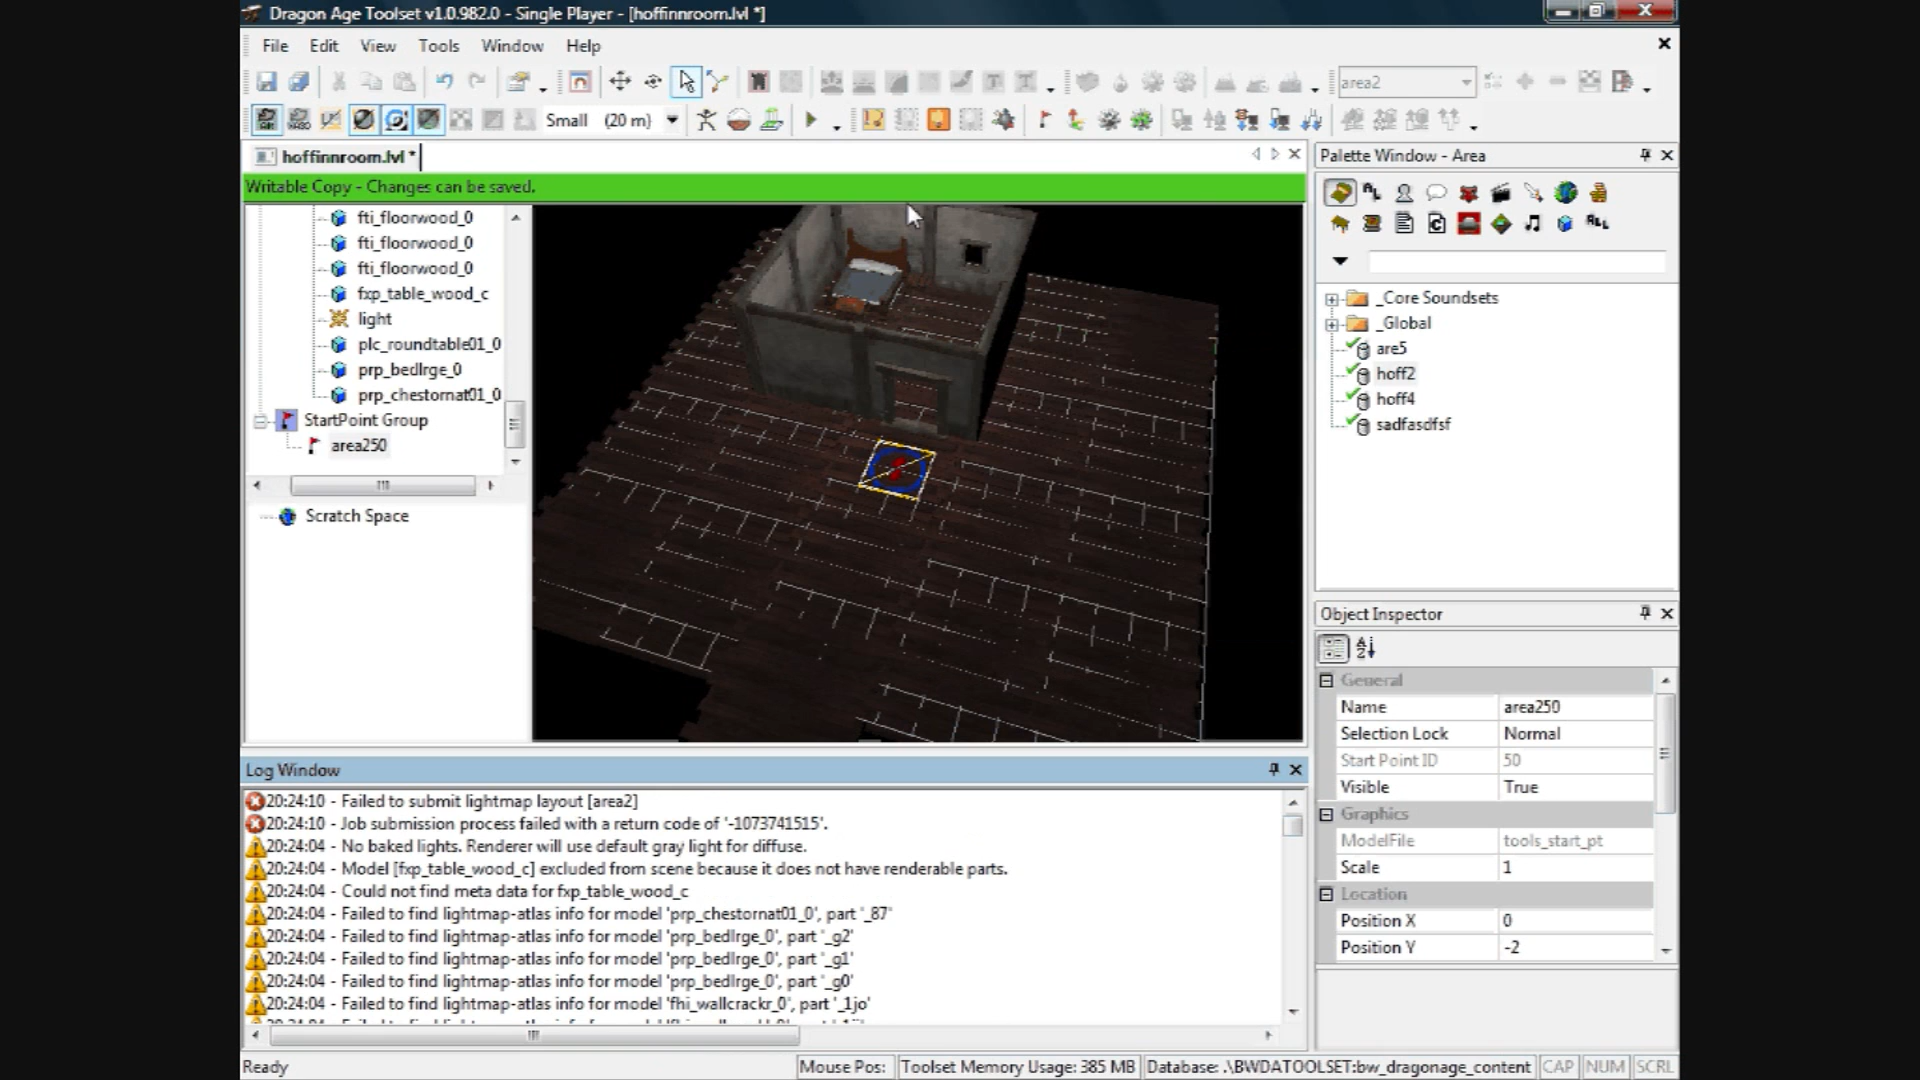 Dragon Age Toolset v1.0.982.0 - Single Player - [hoffinnroom.lvl *]
File Edit View Tools Window Help
area2
Small (20 m)
hoffinnroom.lvl *
Writable Copy - Changes can be saved.
fti_floorwood_0
fti_floorwood_0
fti_floorwood_0
fxp_table_wood_c
light
plc_roundtable01_0
prp_bedlrge_0
prp_chestornat01_0
StartPoint Group
area250
Scratch Space
Palette Window - Area
_Core Soundsets
_Global
are5
hoff2
hoff4
sadfasdfsf
Object Inspector
General
Name area250
Selection Lock Normal
Start Point ID 50
Visible True
Graphics
ModelFile tools_start_pt
Scale 1
Location
Position X 0
Position Y -2
Log Window
20:24:10 - Failed to submit lightmap layout [area2]
20:24:10 - Job submission process failed with a return code of '-1073741515'.
20:24:04 - No baked lights. Renderer will use default gray light for diffuse.
20:24:04 - Model [fxp_table_wood_c] excluded from scene because it does not have renderable parts.
20:24:04 - Could not find meta data for fxp_table_wood_c
20:24:04 - Failed to find lightmap-atlas info for model 'prp_chestornat01_0', part '_87'
20:24:04 - Failed to find lightmap-atlas info for model 'prp_bedlrge_0', part '_g2'
20:24:04 - Failed to find lightmap-atlas info for model 'prp_bedlrge_0', part '_g1'
20:24:04 - Failed to find lightmap-atlas info for model 'prp_bedlrge_0', part '_g0'
20:24:04 - Failed to find lightmap-atlas info for model 'fhi_wallcrackr_0', part '_1jo'
Ready
Mouse Pos: Toolset Memory Usage: 385 MB Database: .\BWDATOOLSET:bw_dragonage_content CAP NUM SCRL